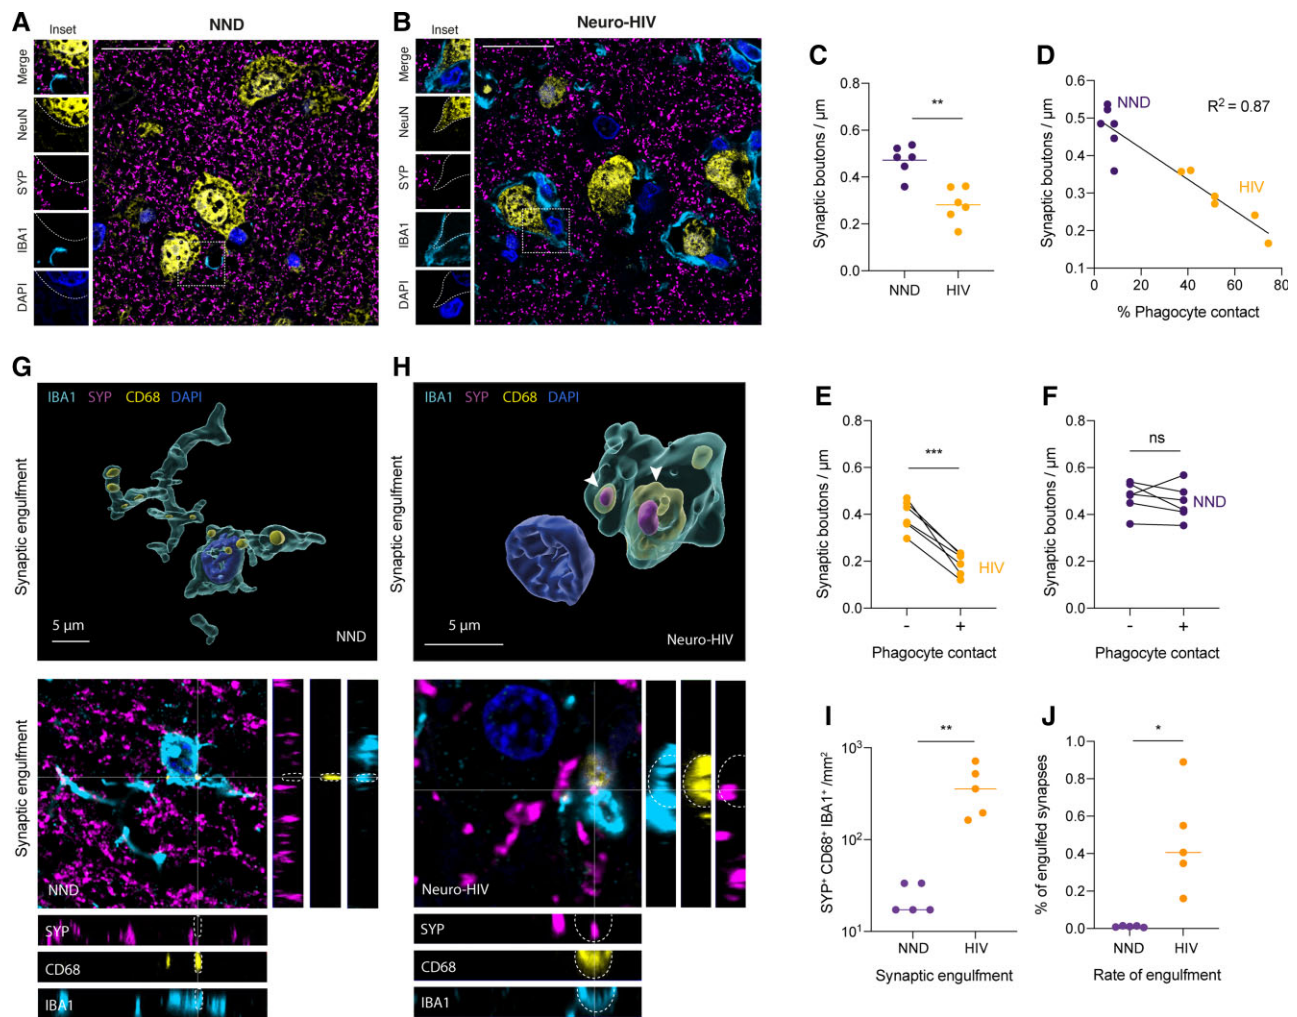 A
NND
Inset
Merge
NeuN
SYP
IBA1
DAPI
B
Neuro-HIV
Inset
Merge
NeuN
SYP
IBA1
DAPI
C
Synaptic boutons / μm
0.8
0.6
0.4
0.2
0.0
**
NND HIV
D
Synaptic boutons / μm
0.6
0.5
0.4
0.3
0.2
0.1
NND
R² = 0.87
HIV
0 20 40 60 80
% Phagocyte contact
G
Synaptic engulfment
IBA1 SYP CD68 DAPI
5 μm
NND
H
Synaptic engulfment
IBA1 SYP CD68 DAPI
5 μm
Neuro-HIV
E
Synaptic boutons / μm
0.8
0.6
0.4
0.2
0.0
***
HIV
- +
Phagocyte contact
F
Synaptic boutons / μm
0.8
0.6
0.4
0.2
0.0
ns
NND
- +
Phagocyte contact
Synaptic engulfment
NND
SYP
CD68
IBA1
Neuro-HIV
SYP
CD68
IBA1
I
SYP⁺ CD68⁺ IBA1⁺ /mm2
10³
10²
10¹
**
NND HIV
Synaptic engulfment
J
% of engulfed synapses
1.0
0.8
0.6
0.4
0.2
0.0
*
NND HIV
Rate of engulfment